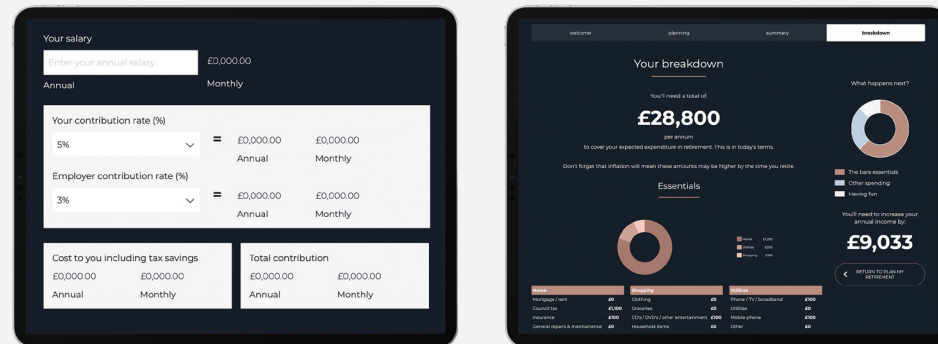 Your salary
Enter your annual salary
£0,000.00
Annual
Monthly
Your contribution rate (%)
5%
=
£0,000.00
£0,000.00
Annual
Monthly
Employer contribution rate (%)
3%
=
£0,000.00
£0,000.00
Annual
Monthly
Cost to you including tax savings
£0,000.00
£0,000.00
Annual
Monthly
Total contribution
£0,000.00
£0,000.00
Annual
Monthly
welcome
planning
summary
breakdown
Your breakdown
You'll need a total of:
£28,800
per annum
to cover your expected expenditure in retirement. This is in today's terms.
Don't forget that inflation will mean these amounts may be higher by the time you retire.
Essentials
Home
Utilities
Shopping
Home
Mortgage / rent £0
Council tax £1,100
Insurance £100
General repairs & maintainence £0
Shopping
Clothing £0
Groceries £0
CD's / DVD's / other entertainment £100
Household items £0
Utilities
Phone / TV / broadband £100
Utilities £0
Mobile phone £100
Other £0
What happens next?
The bare essentials
Other spending
Having fun
You'll need to increase your
annual income by:
£9,033
RETURN TO PLAN MY
RETIREMENT